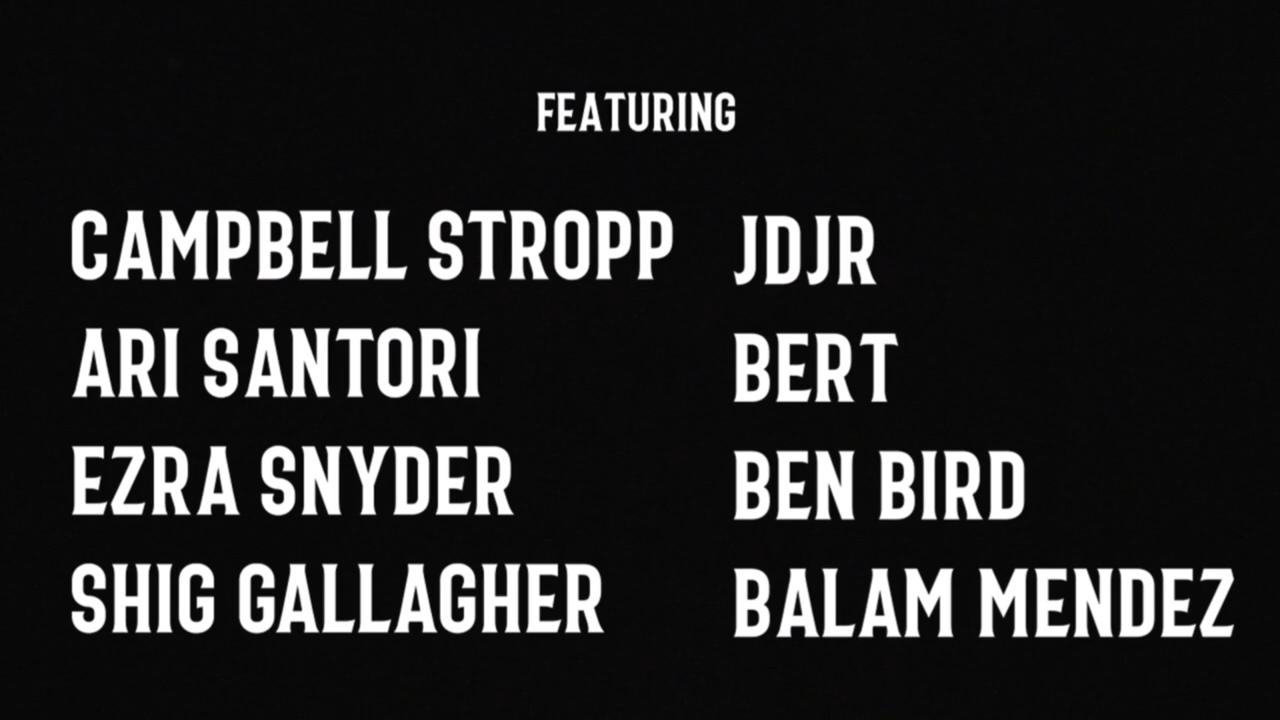 FEATURING
CAMPBELL STROPP
ARI SANTORI
EZRA SNYDER
SHIG GALLAGHER
JDJR
BERT
BEN BIRD
BALAM MENDEZ